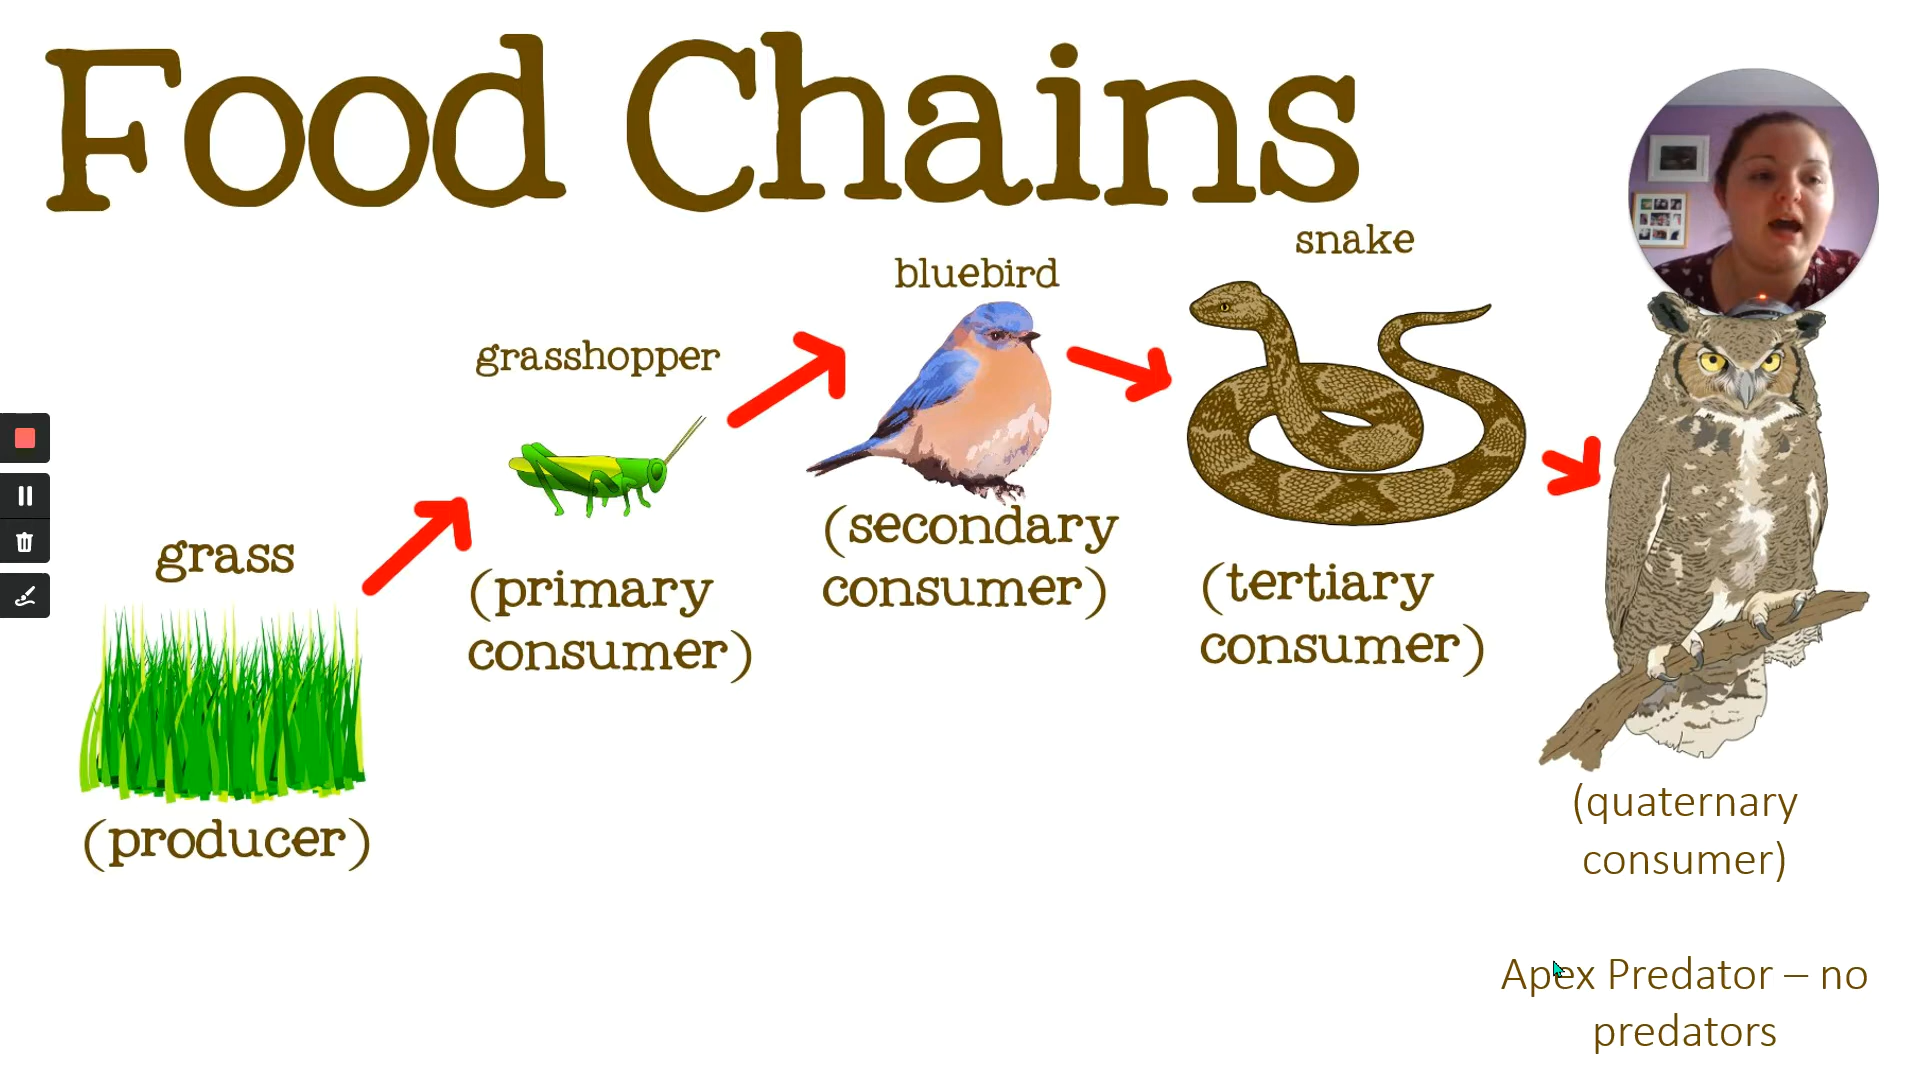 Food Chains
snake
bluebird
grasshopper
(secondary
consumer)
grass
(primary
consumer)
(tertiary
consumer)
(producer)
(quaternary
consumer)
Apex Predator – no
predators